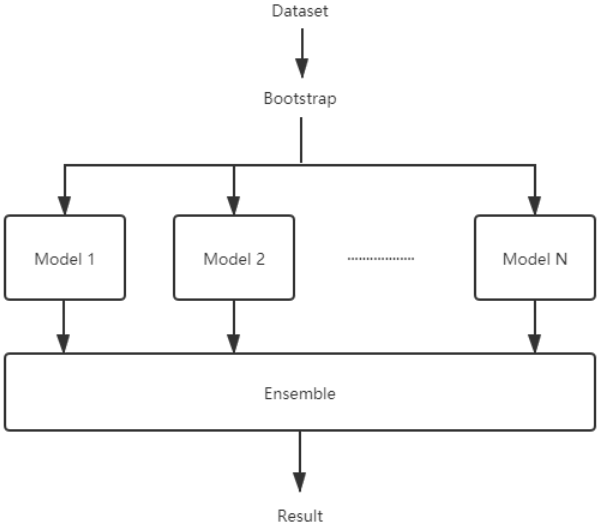 Dataset
Bootstrap
Model 1
Model 2
Model N
Ensemble
Result